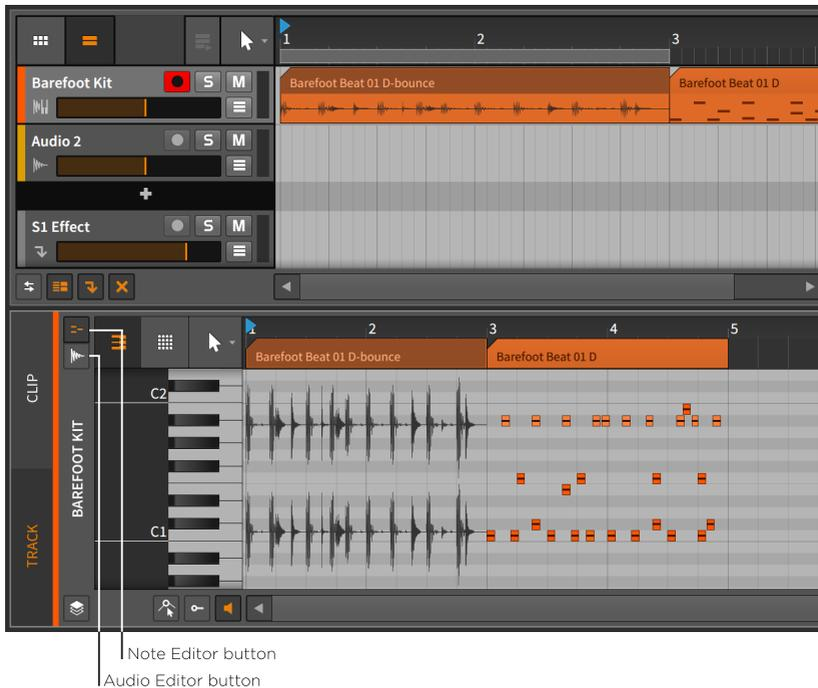 1 2 3
Barefoot Kit S M
Barefoot Beat 01 D-bounce Barefoot Beat 01 D
Audio 2 S M
S1 Effect S M
1 2 3 4 5
Barefoot Beat 01 D-bounce Barefoot Beat 01 D
CLIP
TRACK
BAREFOOT KIT
C2
C1
Note Editor button
Audio Editor button